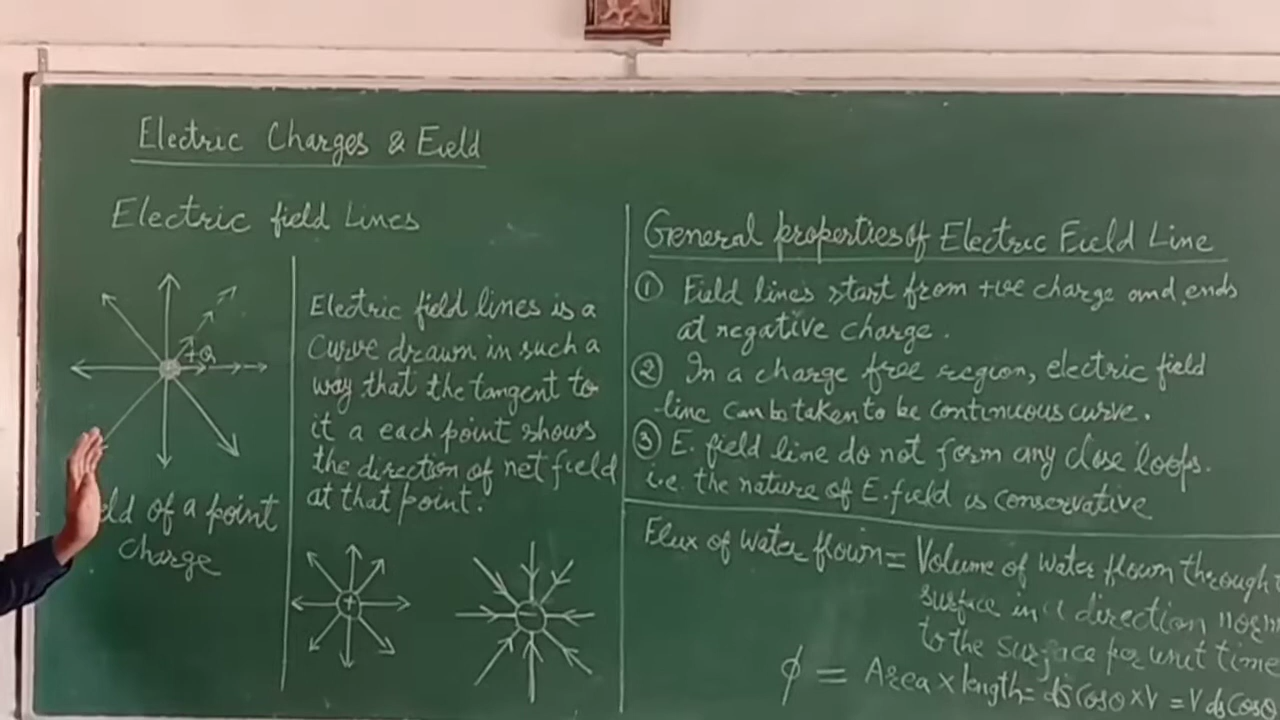 Electric Charges & Field
Electric field Lines
+Q
ld of a point
charge
Electric field lines is a
curve drawn in such a
way that the tangent to
it a each point shows
the direction of net field
at that point.
+
−
General properties of Electric Field Line
① Field lines start from +ve charge and ends
at negative charge.
② In a charge free region, electric field
line can be taken to be continuous curve.
③ E. field line do not form any close loops.
i.e. the nature of E. field is conservative
Flux of water flown = Volume of water flown through
surface in a direction norm
to the surface per unit time
ϕ = Area × length = ds cosθ × V = V ds cosθ